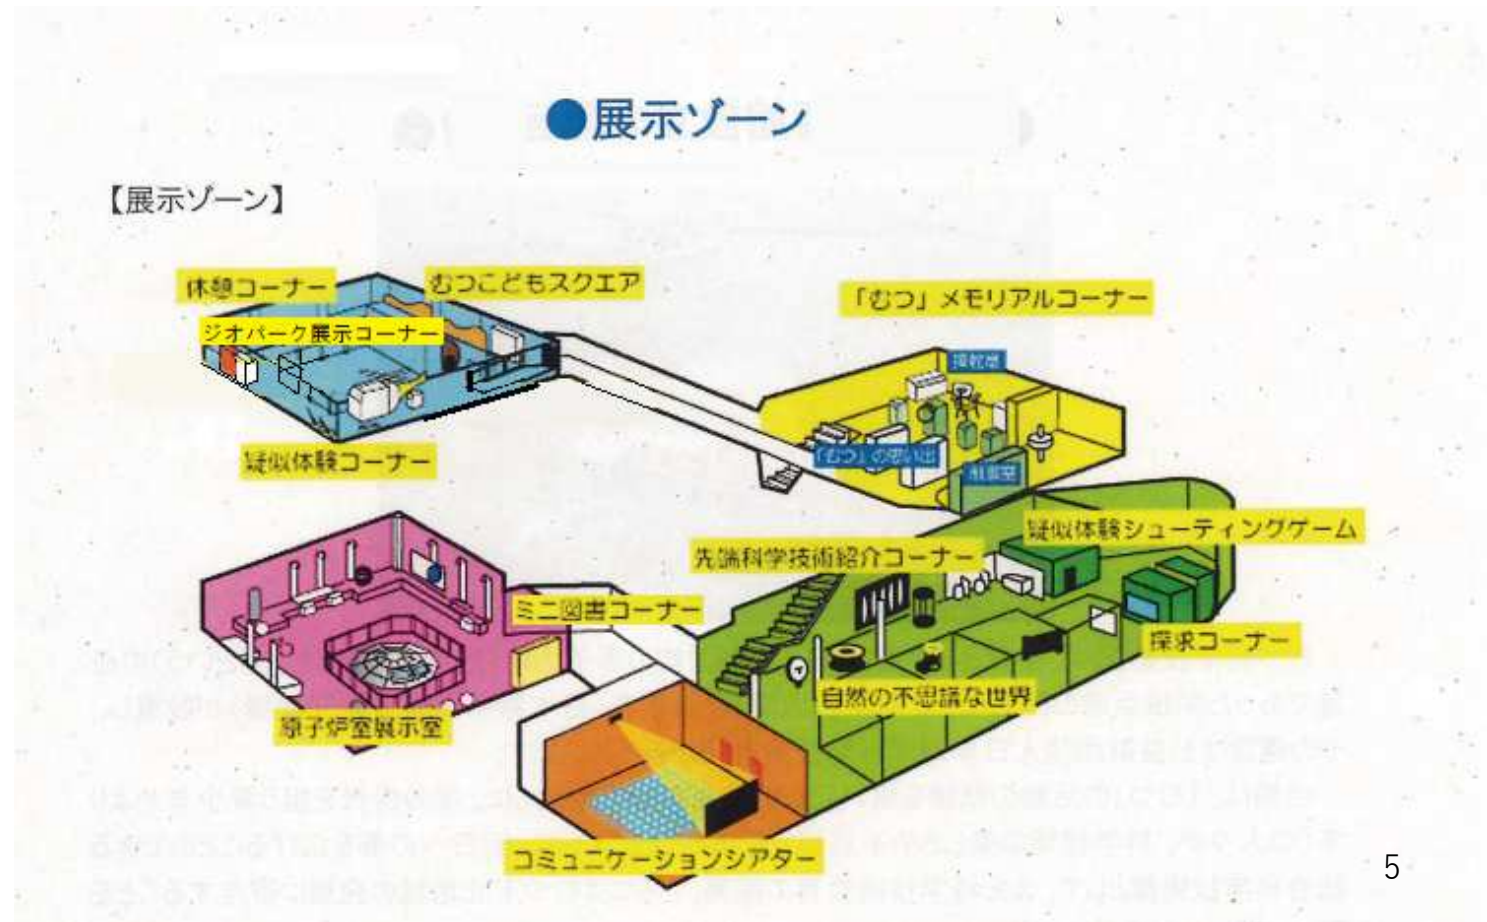 ●展示ゾーン
【展示ゾーン】
休憩コーナー
むつこどもスクエア
「むつ」メモリアルコーナー
ジオパーク展示コーナー
操舵室
「むつ」の思い出
制御室
疑似体験コーナー
疑似体験シューティングゲーム
先端科学技術紹介コーナー
ミニ図書コーナー
探求コーナー
自然の不思議な世界
原子炉室展示室
コミュニケーションシアター
5